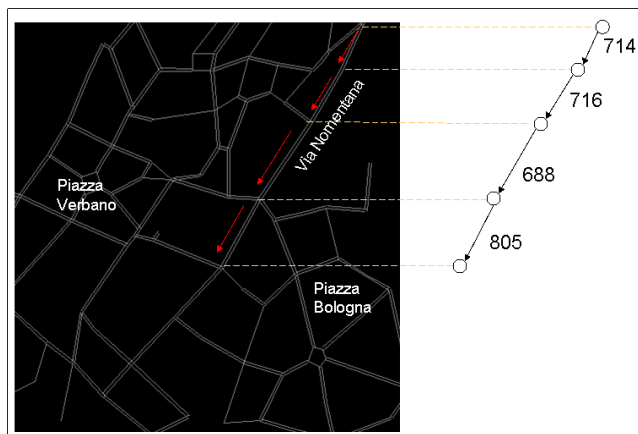 714
716
Via Nomentana
688
Piazza
Verbano
805
Piazza
Bologna